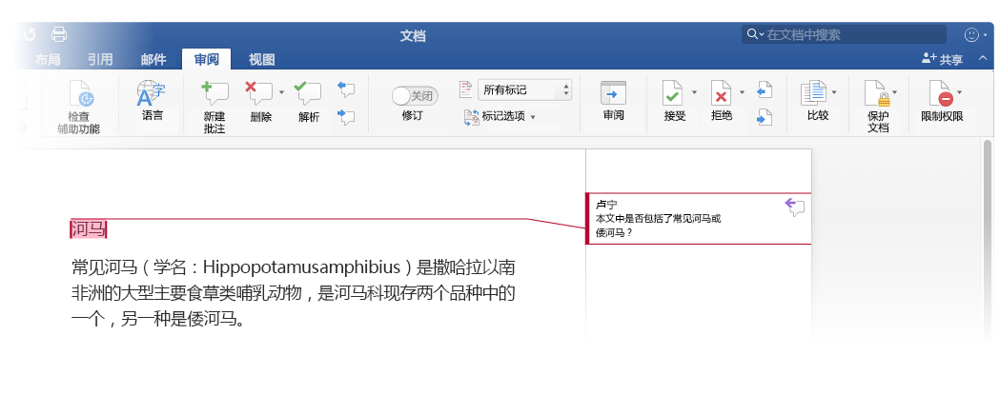 文档
在文档中搜索
布局 引用 邮件 审阅 视图 共享
检查
辅助功能
语言
新建
批注
删除
解析
关闭
修订
所有标记
标记选项
审阅
接受
拒绝
比较
保护
文档
限制权限
卢宁
本文中是否包括了常见河马或
倭河马？
河马
常见河马（学名：Hippopotamusamphibius）是撒哈拉以南
非洲的大型主要食草类哺乳动物，是河马科现存两个品种中的
一个，另一种是倭河马。